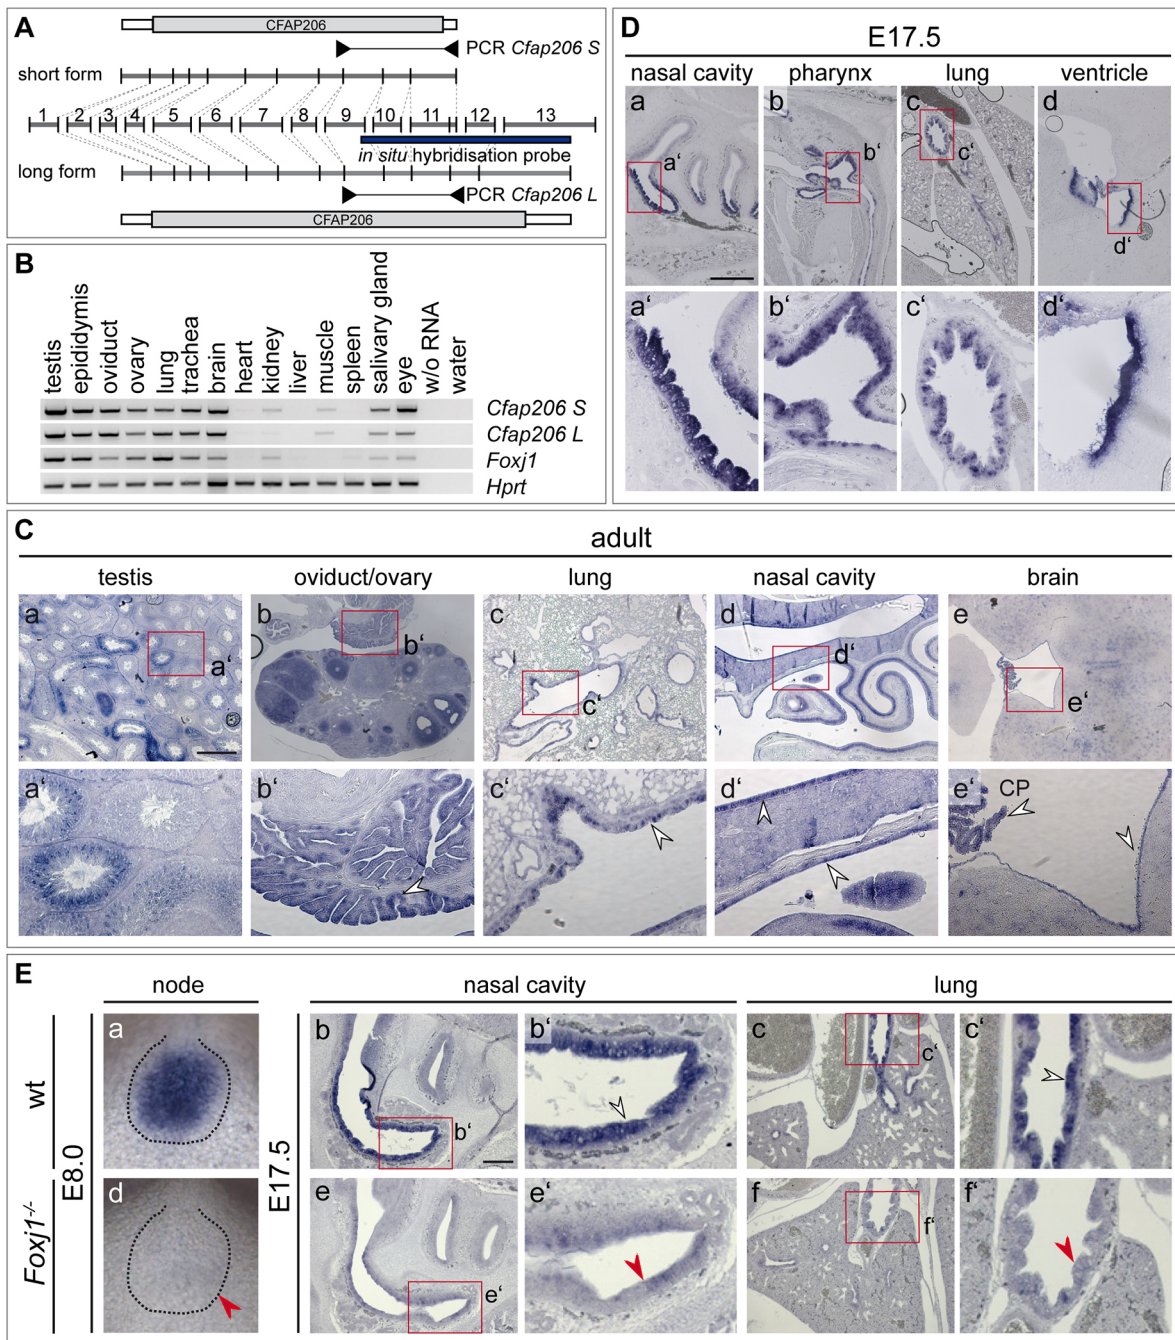 A
CFAP206
PCR Cfap206 S
short form
1 2 3 4 5 6 7 8 9 10 11 12 13
in situ hybridisation probe
long form
PCR Cfap206 L
CFAP206
B
testis epididymis oviduct ovary lung trachea brain heart kidney liver muscle spleen salivary gland eye w/o RNA water
Cfap206 S
Cfap206 L
Foxj1
Hprt
D
E17.5
nasal cavity pharynx lung ventricle
a b c d
a‘ b‘ c‘ d‘
a‘ b‘ c‘ d‘
C
adult
testis oviduct/ovary lung nasal cavity brain
a b c d e
a‘ b‘ c‘ d‘ e‘
a‘ b‘ c‘ d‘ e‘ CP
E
node nasal cavity lung
wt
Foxj1-/-
E8.0
E17.5
a b b‘ c c‘
b‘ c‘
d e e‘ f f‘
e‘ f‘